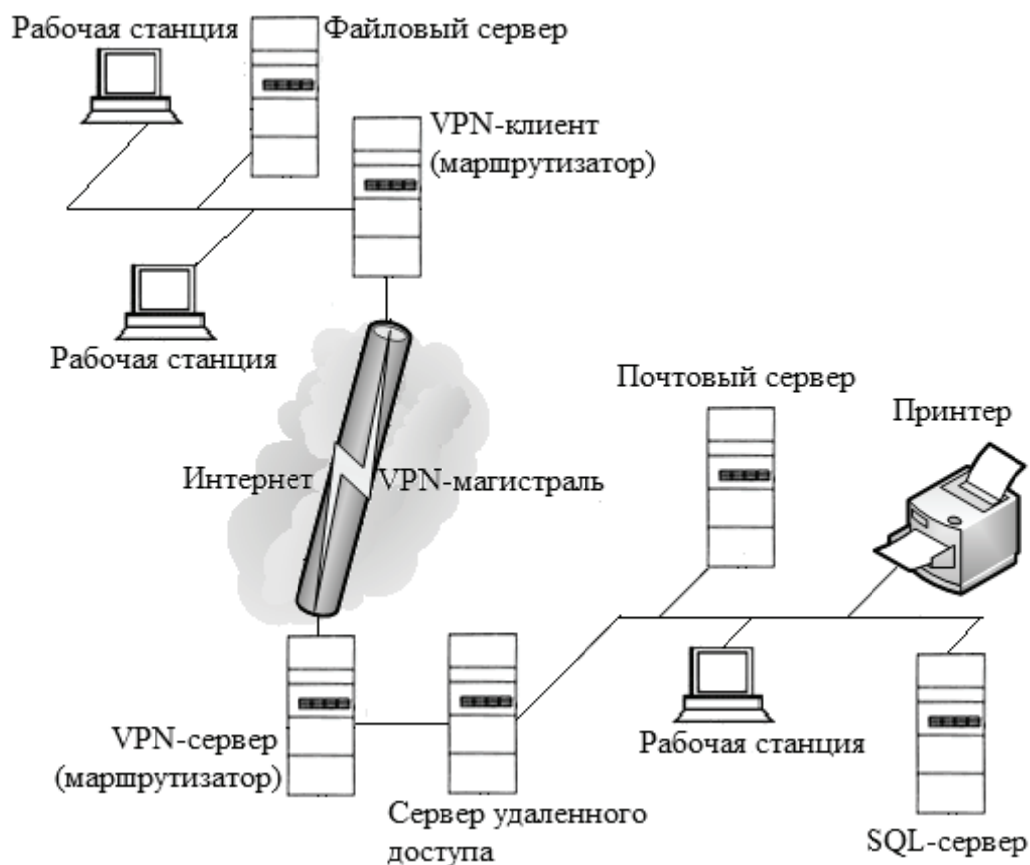 Рабочая станция
Файловый сервер
VPN-клиент
(маршрутизатор)
Рабочая станция
Почтовый сервер
Принтер
Интернет
VPN-магистраль
VPN-сервер
(маршрутизатор)
Рабочая станция
Сервер удаленного
доступа
SQL-сервер